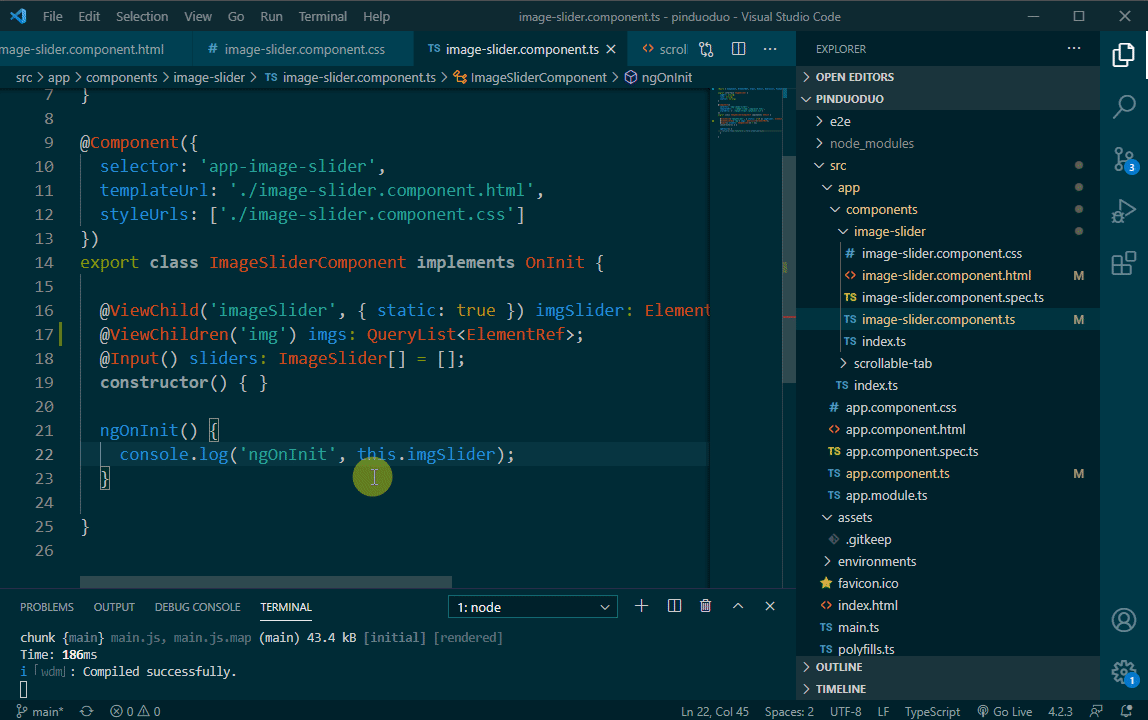 File Edit Selection View Go Run Terminal Help image-slider.component.ts - pinduoduo - Visual Studio Code
mage-slider.component.html # image-slider.component.css TS image-slider.component.ts <> scroll
src > app > components > image-slider > TS image-slider.component.ts > ImageSliderComponent > ngOnInit
7 }
8
9 @Component({
10 selector: 'app-image-slider',
11 templateUrl: './image-slider.component.html',
12 styleUrls: ['./image-slider.component.css']
13 })
14 export class ImageSliderComponent implements OnInit {
15
16 @ViewChild('imageSlider', { static: true }) imgSlider: Element
17 @ViewChildren('img') imgs: QueryList<ElementRef>;
18 @Input() sliders: ImageSlider[] = [];
19 constructor() { }
20
21 ngOnInit() {
22 console.log('ngOnInit', this.imgSlider);
23 }
24
25 }
26
PROBLEMS OUTPUT DEBUG CONSOLE TERMINAL 1: node
chunk {main} main.js, main.js.map (main) 43.4 kB [initial] [rendered]
Time: 186ms
i「wdm」: Compiled successfully.
EXPLORER
OPEN EDITORS
PINDUODUO
e2e
node_modules
src
app
components
image-slider
# image-slider.component.css
<> image-slider.component.html M
TS image-slider.component.spec.ts
TS image-slider.component.ts M
TS index.ts
scrollable-tab
TS index.ts
# app.component.css
<> app.component.html
TS app.component.spec.ts
TS app.component.ts M
TS app.module.ts
assets
.gitkeep
environments
favicon.ico
<> index.html
TS main.ts
TS polyfills.ts
OUTLINE
TIMELINE
3
1
main* 0 0 Ln 22, Col 45 Spaces: 2 UTF-8 LF TypeScript Go Live 4.2.3